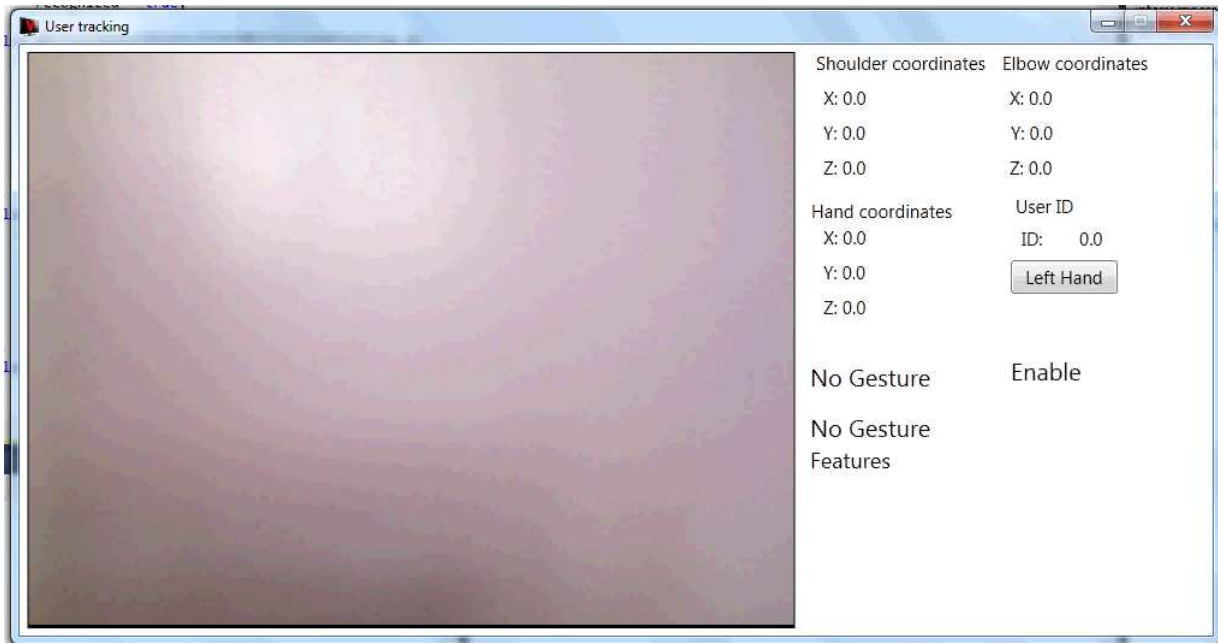 recognized true;
User tracking
Shoulder coordinates
X: 0.0
Y: 0.0
Z: 0.0
Elbow coordinates
X: 0.0
Y: 0.0
Z: 0.0
Hand coordinates
X: 0.0
Y: 0.0
Z: 0.0
User ID
ID: 0.0
Left Hand
No Gesture
Enable
No Gesture
Features